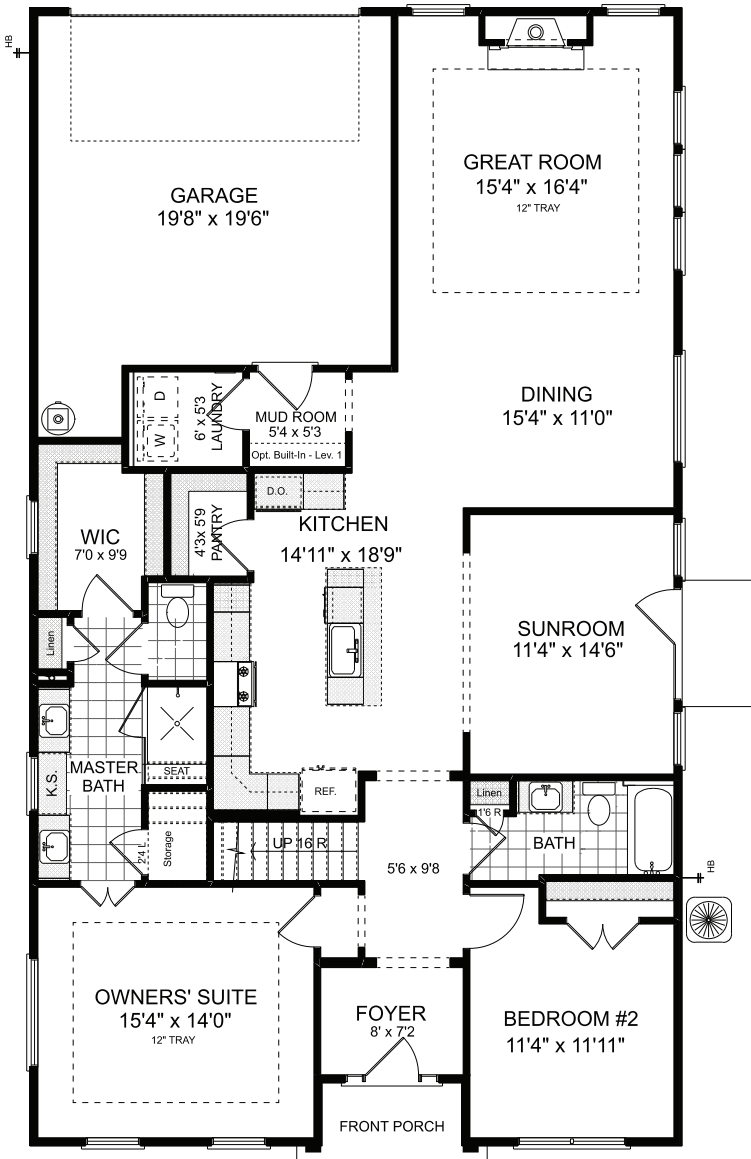 HB
GARAGE
19'8" x 19'6"
GREAT ROOM
15'4" x 16'4"
12" TRAY
DINING
15'4" x 11'0"
D
W
6' x 5'3
LAUNDRY
MUD ROOM
5'4 x 5'3
Opt. Built-In - Lev. 1
D.O.
4'3x 5'9
PANTRY
KITCHEN
14'11" x 18'9"
WIC
7'0 x 9'9
Linen
SUNROOM
11'4" x 14'6"
SEAT
MASTER
BATH
K.S.
REF.
2'4 L
Storage
UP 16 R
5'6 x 9'8
Linen
1'6 R
BATH
HB
OWNERS' SUITE
15'4" x 14'0"
12" TRAY
FOYER
8' x 7'2
BEDROOM #2
11'4" x 11'11"
FRONT PORCH